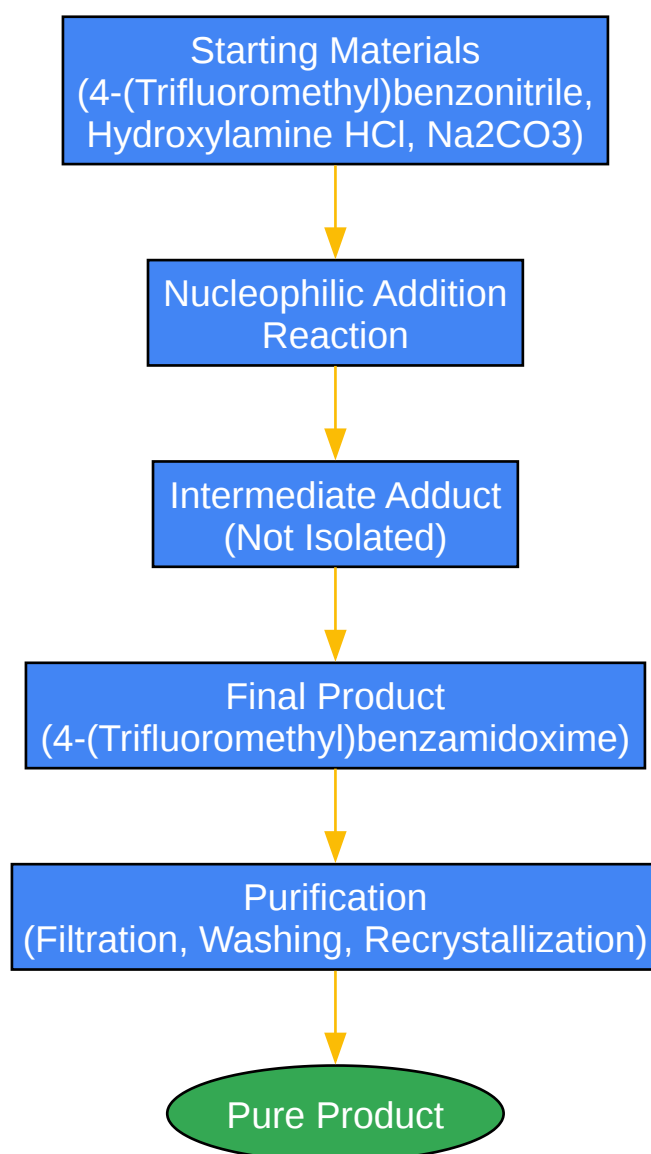 Starting Materials
(4-(Trifluoromethyl)benzonitrile,
Hydroxylamine HCl, Na2CO3)
Nucleophilic Addition
Reaction
Intermediate Adduct
(Not Isolated)
Final Product
(4-(Trifluoromethyl)benzamidoxime)
Purification
(Filtration, Washing, Recrystallization)
Pure Product